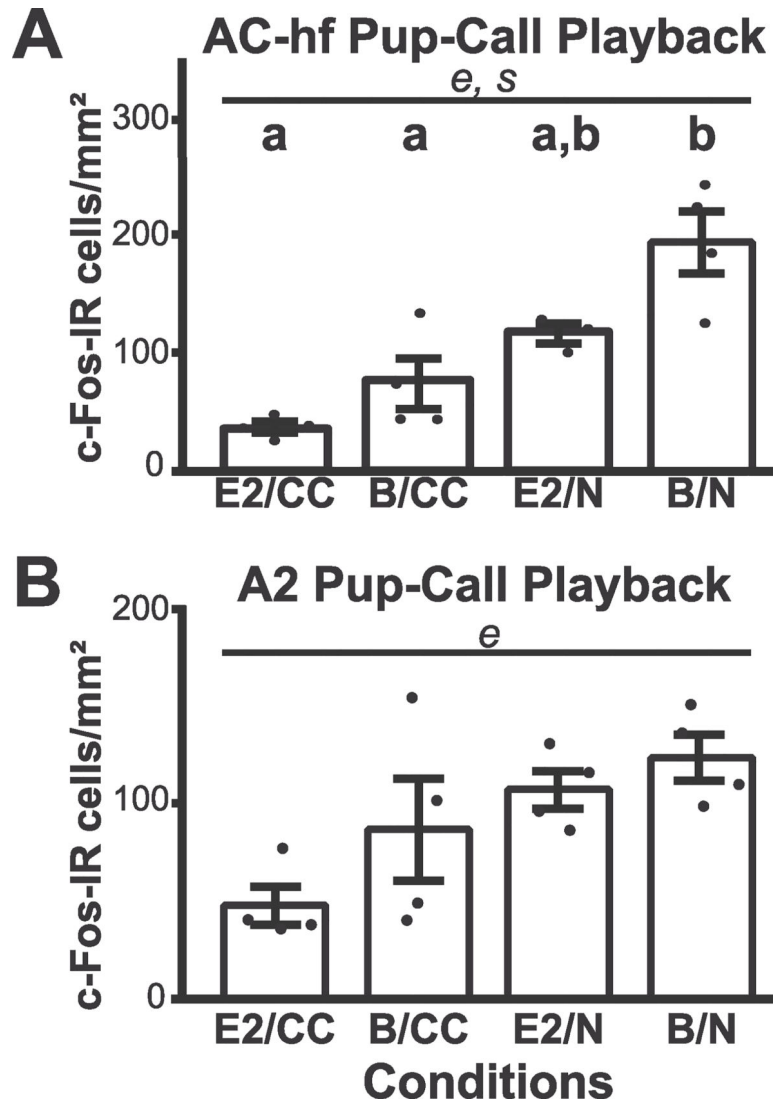 A
AC-hf Pup-Call Playback
e, s
a a a,b b
c-Fos-IR cells/mm²
300
200
100
0
E2/CC B/CC E2/N B/N
B
A2 Pup-Call Playback
e
c-Fos-IR cells/mm²
200
100
0
E2/CC B/CC E2/N B/N
Conditions